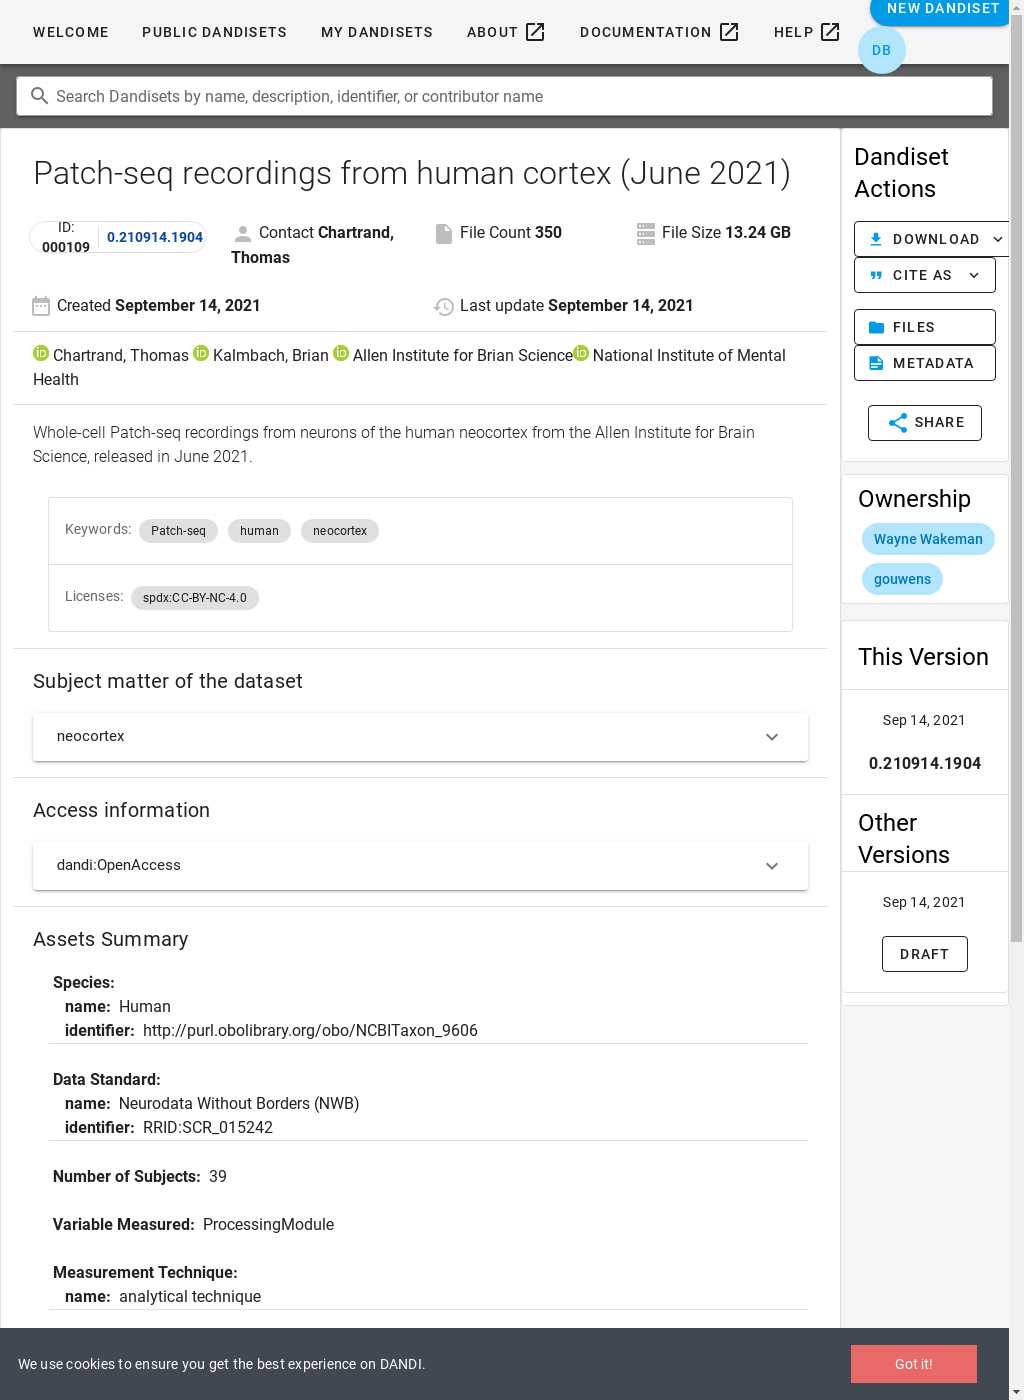 WELCOME PUBLIC DANDISETS MY DANDISETS ABOUT DOCUMENTATION HELP NEW DANDISET
DB
Search Dandisets by name, description, identifier, or contributor name
Patch-seq recordings from human cortex (June 2021)
ID: 000109 0.210914.1904
Contact Chartrand, Thomas
File Count 350
File Size 13.24 GB
Created September 14, 2021
Last update September 14, 2021
iD Chartrand, Thomas iD Kalmbach, Brian iD Allen Institute for Brian Science iD National Institute of Mental
Health
Whole-cell Patch-seq recordings from neurons of the human neocortex from the Allen Institute for Brain
Science, released in June 2021.
Keywords: Patch-seq human neocortex
Licenses: spdx:CC-BY-NC-4.0
Subject matter of the dataset
neocortex
Access information
dandi:OpenAccess
Assets Summary
Species:
name: Human
identifier: http://purl.obolibrary.org/obo/NCBITaxon_9606
Data Standard:
name: Neurodata Without Borders (NWB)
identifier: RRID:SCR_015242
Number of Subjects: 39
Variable Measured: ProcessingModule
Measurement Technique:
name: analytical technique
Dandiset
Actions
DOWNLOAD
CITE AS
FILES
METADATA
SHARE
Ownership
Wayne Wakeman
gouwens
This Version
Sep 14, 2021
0.210914.1904
Other
Versions
Sep 14, 2021
DRAFT
We use cookies to ensure you get the best experience on DANDI.
Got it!